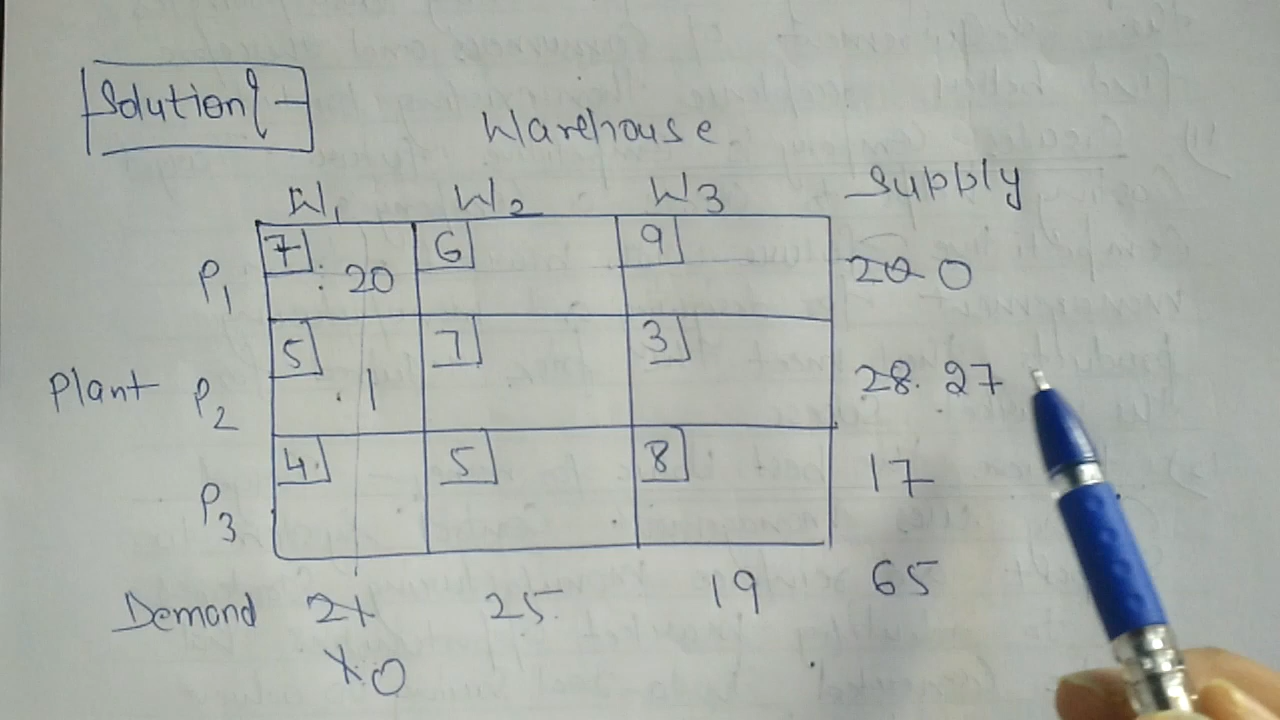 Solution:-
Warehouse
W1 W2 W3 Supply
P1 7 20 6 9 20 0
Plant P2 5 1 7 3 28 27
P3 4 5 8 17
Demand 21 25 19 65
1 0